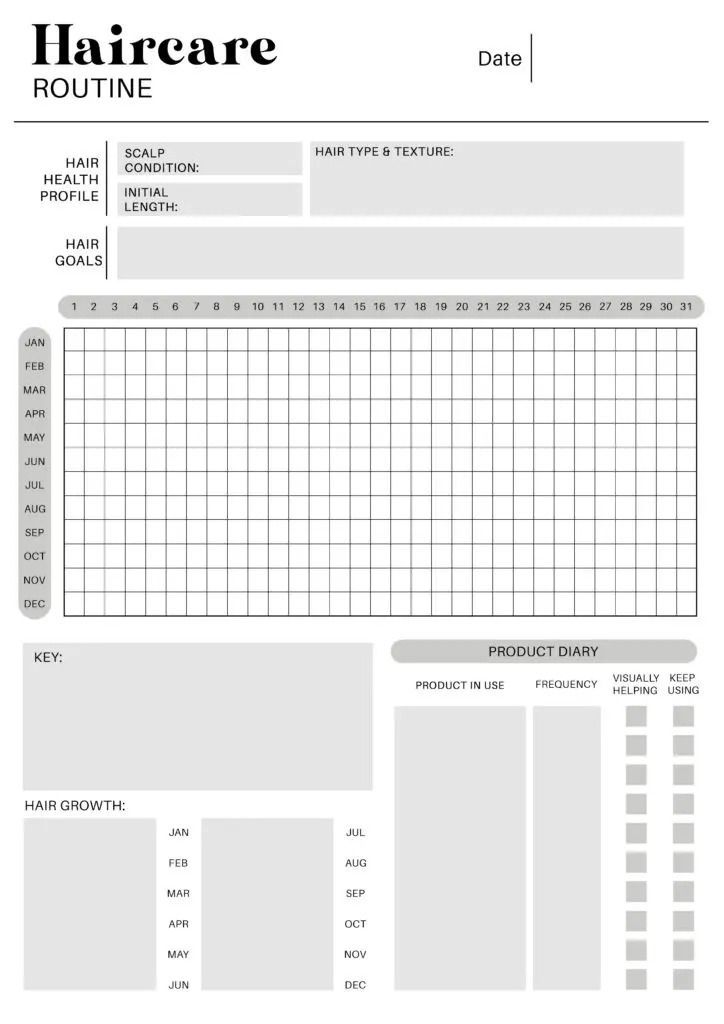 Haircare
ROUTINE
Date
HAIR
HEALTH
PROFILE
SCALP
CONDITION:
INITIAL
LENGTH:
HAIR TYPE & TEXTURE:
HAIR
GOALS
1 2 3 4 5 6 7 8 9 10 11 12 13 14 15 16 17 18 19 20 21 22 23 24 25 26 27 28 29 30 31
JAN
FEB
MAR
APR
MAY
JUN
JUL
AUG
SEP
OCT
NOV
DEC
KEY:
HAIR GROWTH:
JAN
FEB
MAR
APR
MAY
JUN
JUL
AUG
SEP
OCT
NOV
DEC
PRODUCT DIARY
PRODUCT IN USE
FREQUENCY
VISUALLY
HELPING
KEEP
USING